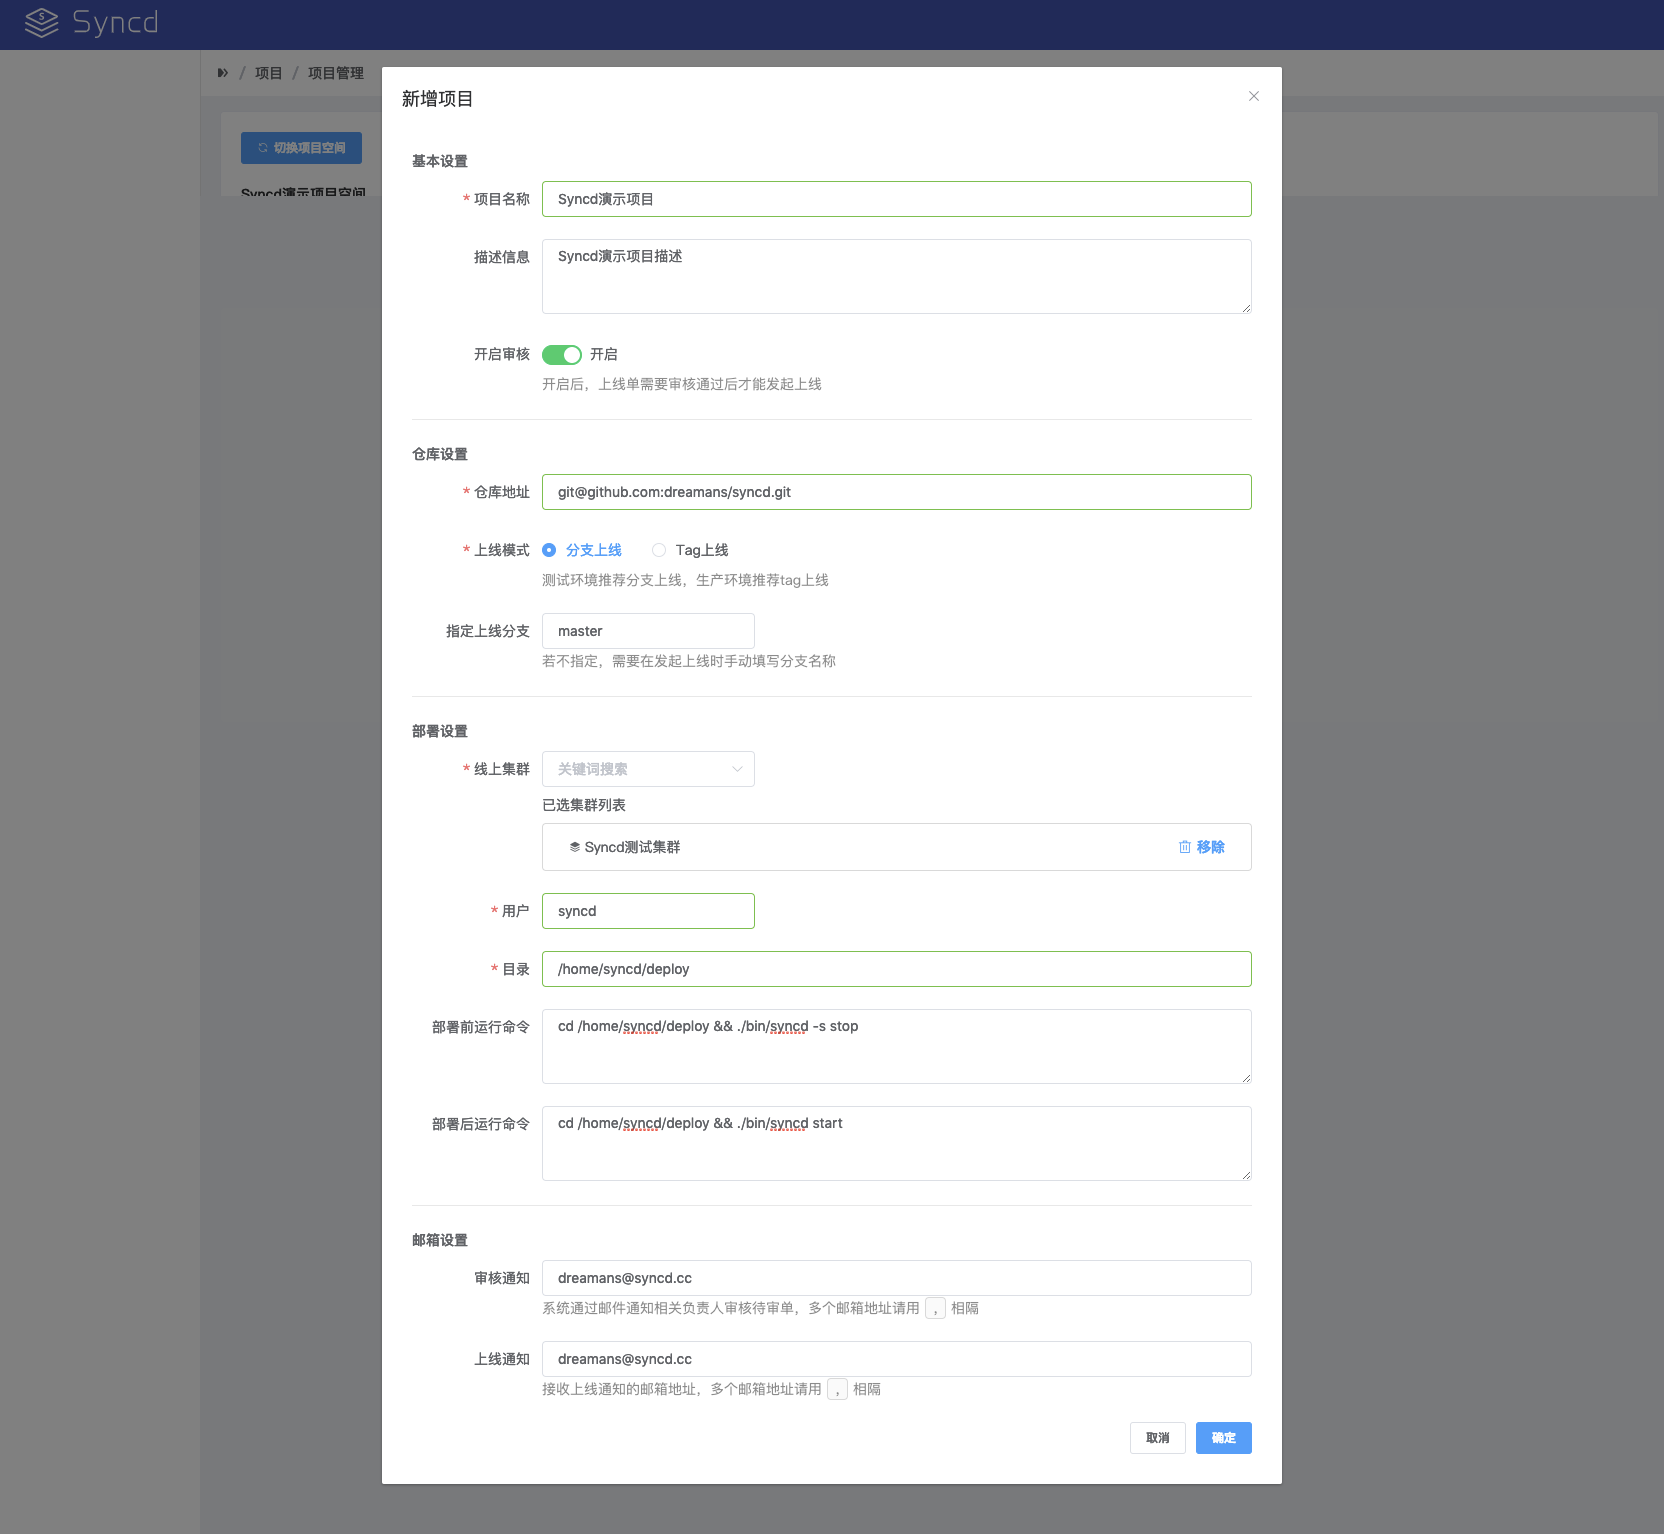 Syncd
/ 项目 / 项目管理
切换项目空间
Syncd演示项目空间
新增项目
基本设置
* 项目名称 Syncd演示项目
描述信息 Syncd演示项目描述
开启审核 开启
开启后，上线单需要审核通过后才能发起上线
仓库设置
* 仓库地址 git@github.com:dreamans/syncd.git
* 上线模式 分支上线 Tag上线
测试环境推荐分支上线，生产环境推荐tag上线
指定上线分支 master
若不指定，需要在发起上线时手动填写分支名称
部署设置
* 线上集群 关键词搜索
已选集群列表
Syncd测试集群 移除
* 用户 syncd
* 目录 /home/syncd/deploy
部署前运行命令 cd /home/syncd/deploy && ./bin/syncd -s stop
部署后运行命令 cd /home/syncd/deploy && ./bin/syncd start
邮箱设置
审核通知 dreamans@syncd.cc
系统通过邮件通知相关负责人审核待审单，多个邮箱地址请用 , 相隔
上线通知 dreamans@syncd.cc
接收上线通知的邮箱地址，多个邮箱地址请用 , 相隔
取消 确定